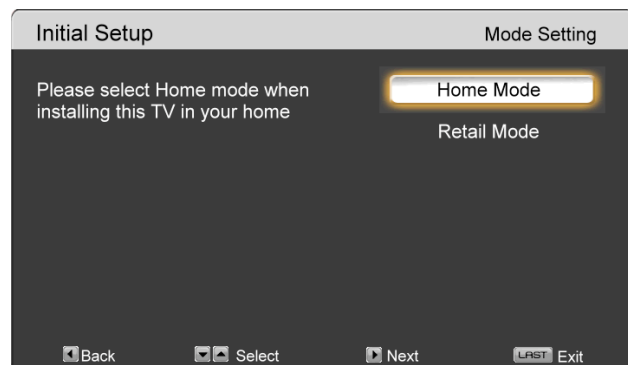 Initial Setup
Mode Setting
Please select Home mode when
installing this TV in your home
Home Mode
Retail Mode
Back
Select
Next
LAST Exit